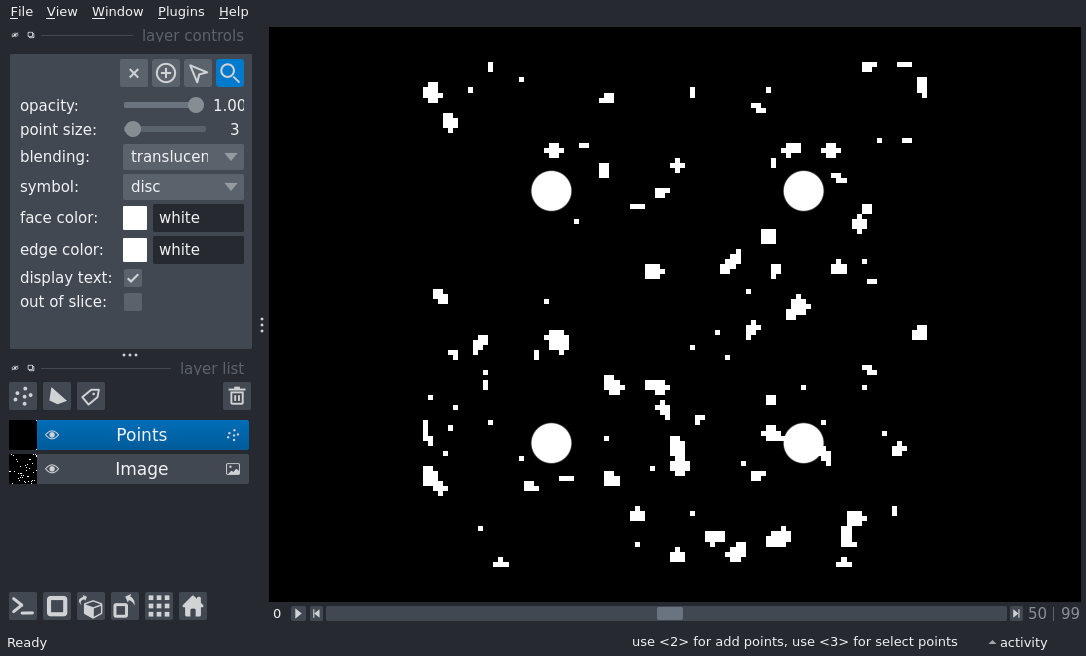 File View Window Plugins Help
layer controls
opacity: 1.00
point size: 3
blending: translucen
symbol: disc
face color: white
edge color: white
display text:
out of slice:
layer list
Points
Image
0 50 99
Ready use <2> for add points, use <3> for select points activity